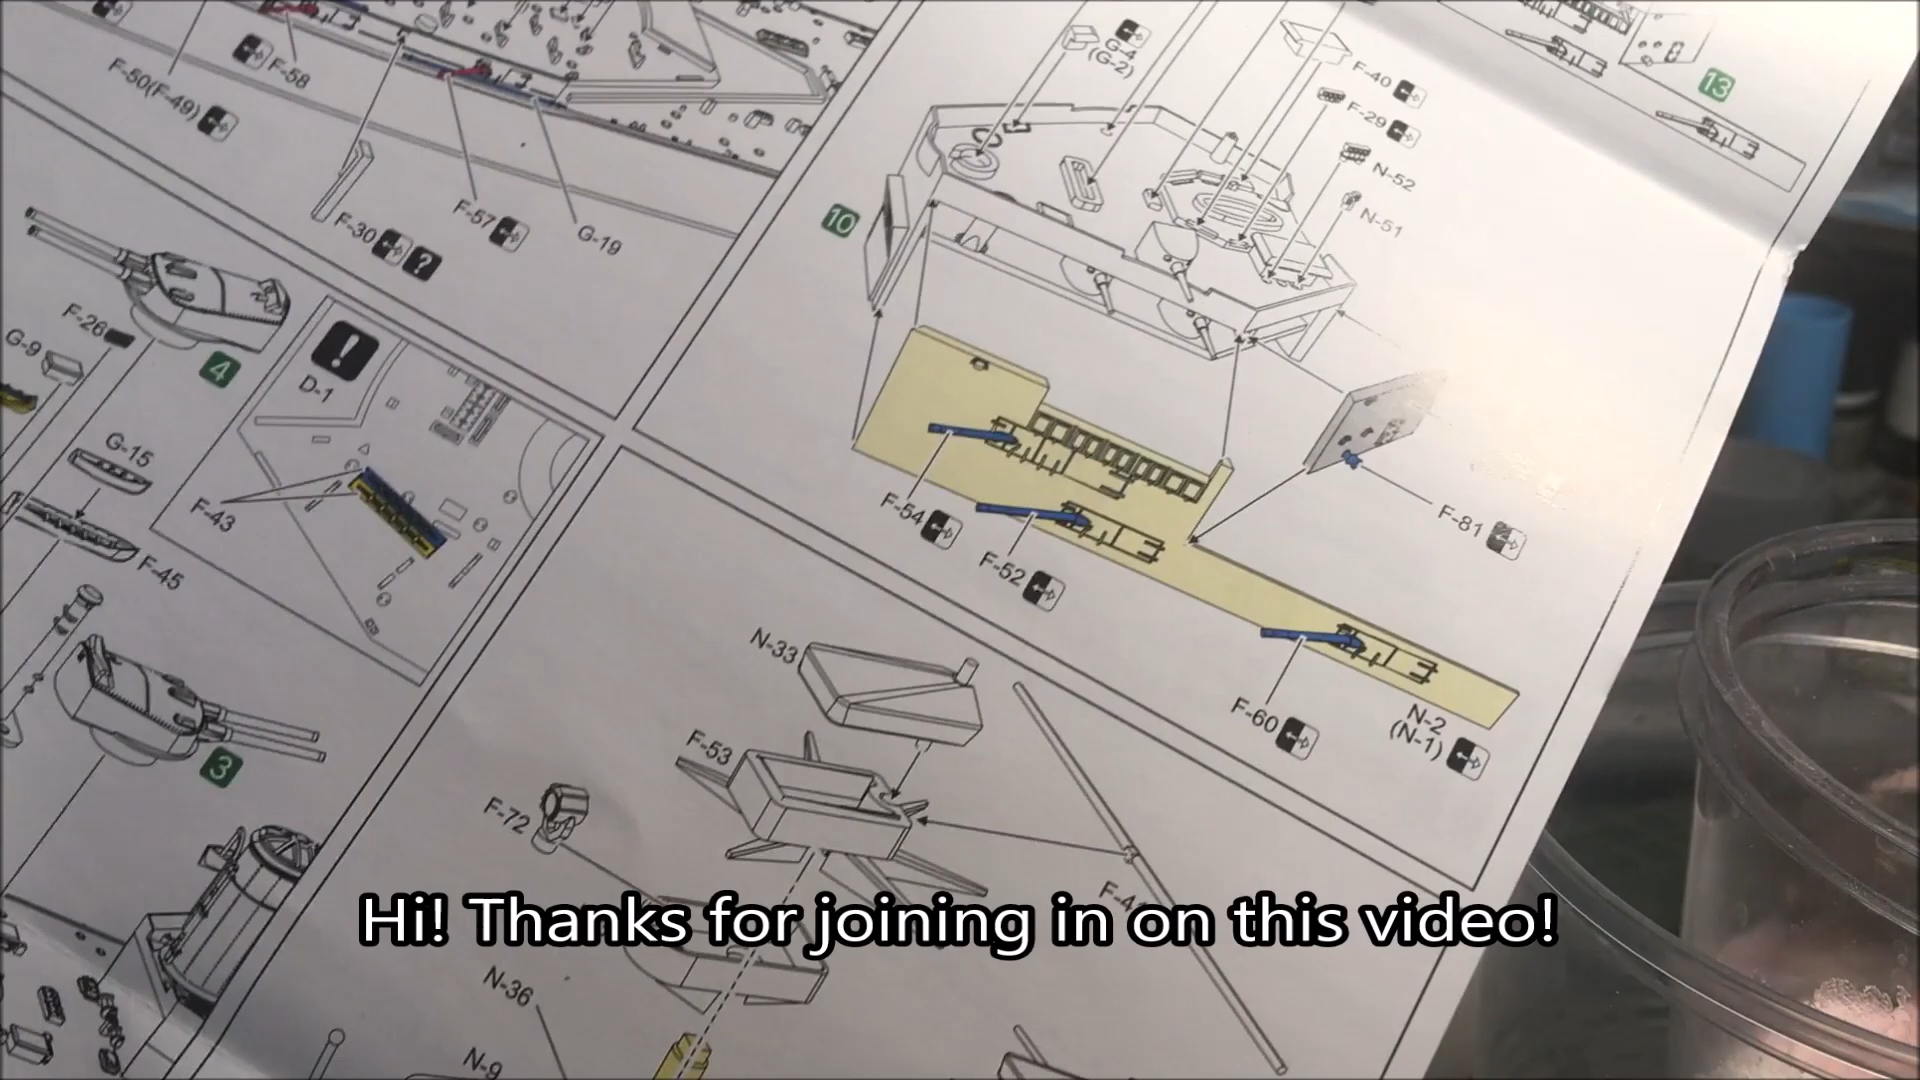 F-50(F-49)
F-58
F-30
?
F-57
G-19
G-4
(G-2)
F-40
F-29
N-52
N-51
13
10
F-26
G-9
4
!
D-1
G-15
F-43
F-45
3
F-54
F-52
F-81
F-60
N-2
(N-1)
N-33
F-53
F-72
Hi! Thanks for joining in on this video!
N-36
N-9